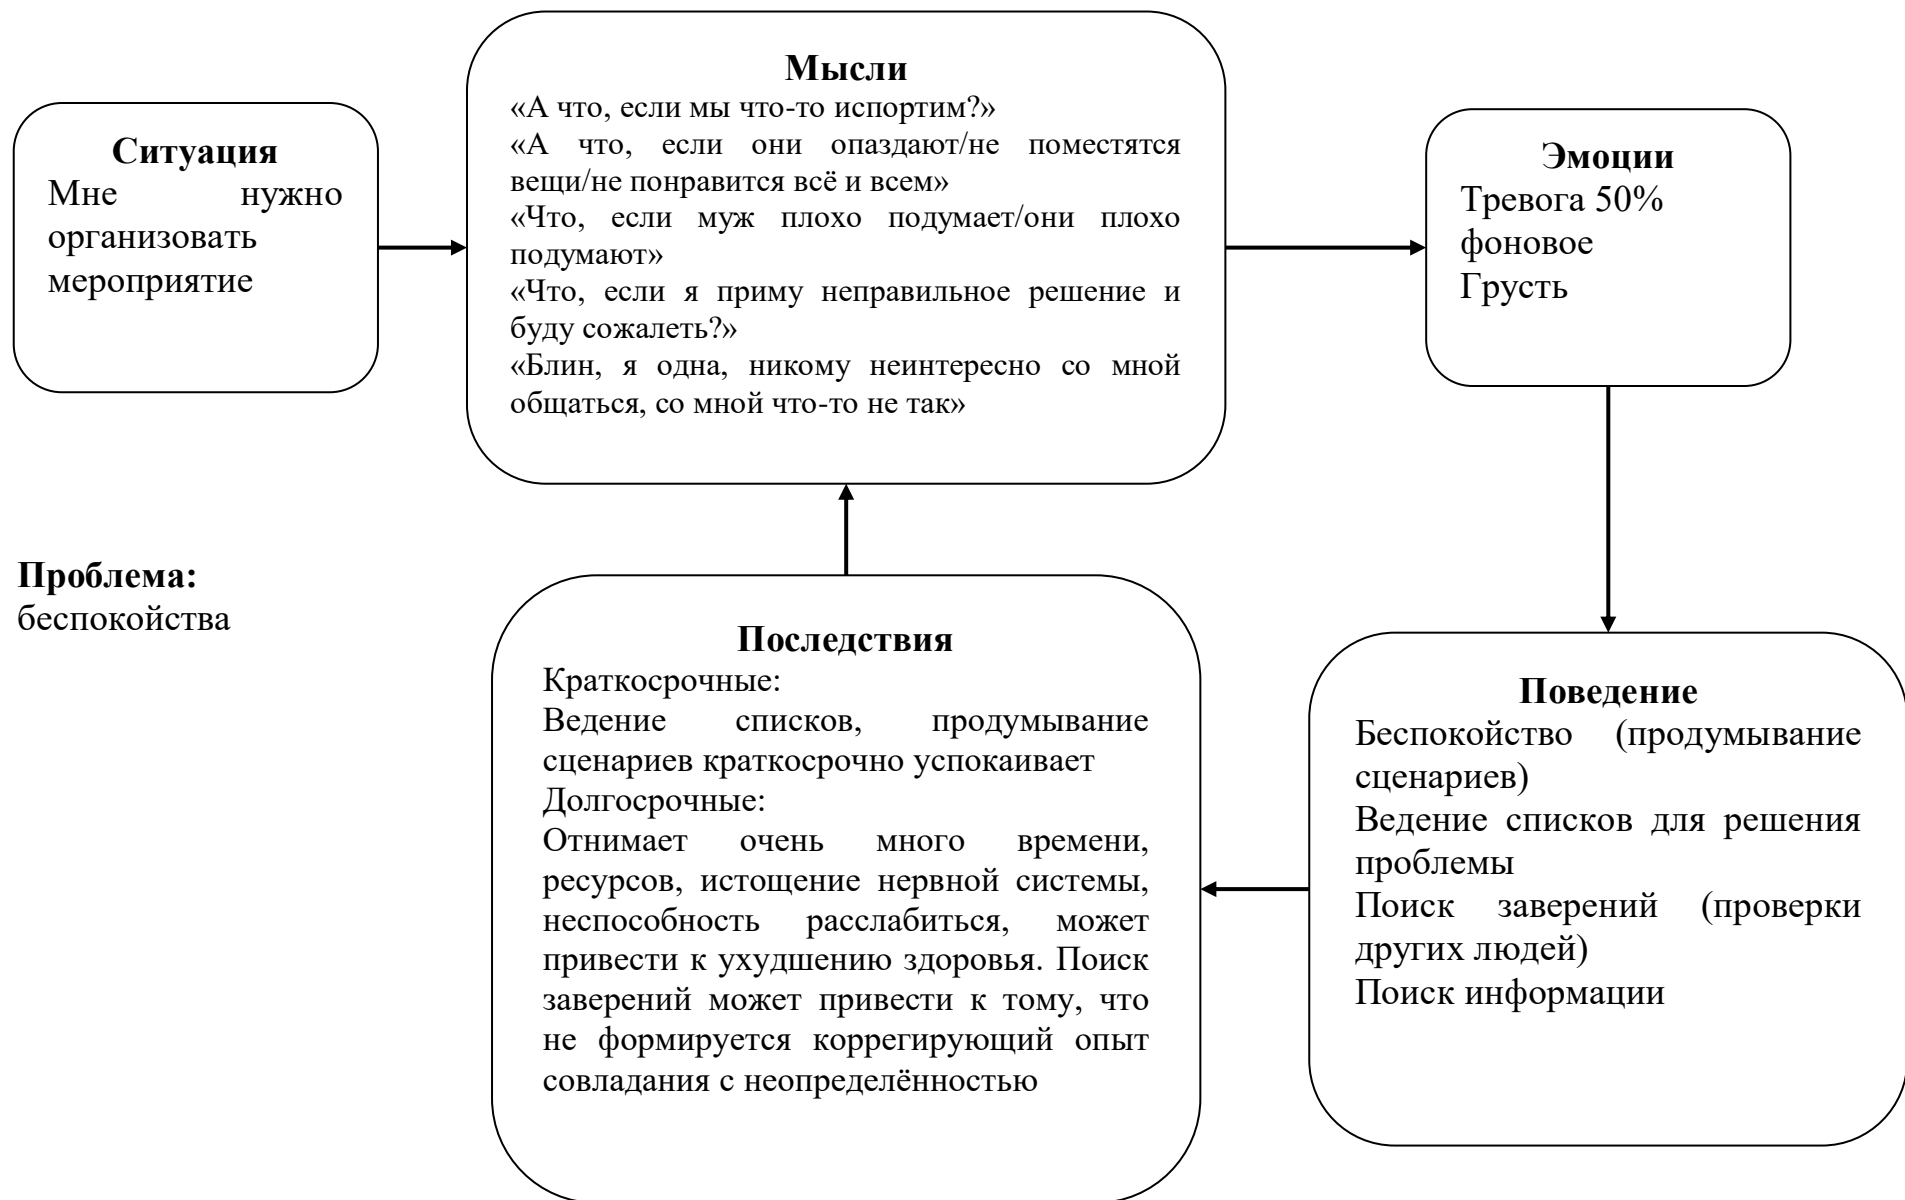 Ситуация
Мне нужно
организовать
мероприятие
Мысли
«А что, если мы что-то испортим?»
«А что, если они опаздают/не поместятся
вещи/не понравится всё и всем»
«Что, если муж плохо подумает/они плохо
подумают»
«Что, если я приму неправильное решение и
буду сожалеть?»
«Блин, я одна, никому неинтересно со мной
общаться, со мной что-то не так»
Эмоции
Тревога 50%
фоновое
Грусть
Проблема:
беспокойства
Поведение
Беспокойство (продумывание
сценариев)
Ведение списков для решения
проблемы
Поиск заверений (проверки
других людей)
Поиск информации
Последствия
Краткосрочные:
Ведение списков, продумывание
сценариев краткосрочно успокаивает
Долгосрочные:
Отнимает очень много времени,
ресурсов, истощение нервной системы,
неспособность расслабиться, может
привести к ухудшению здоровья. Поиск
заверений может привести к тому, что
не формируется коррегирующий опыт
совладания с неопределённостью